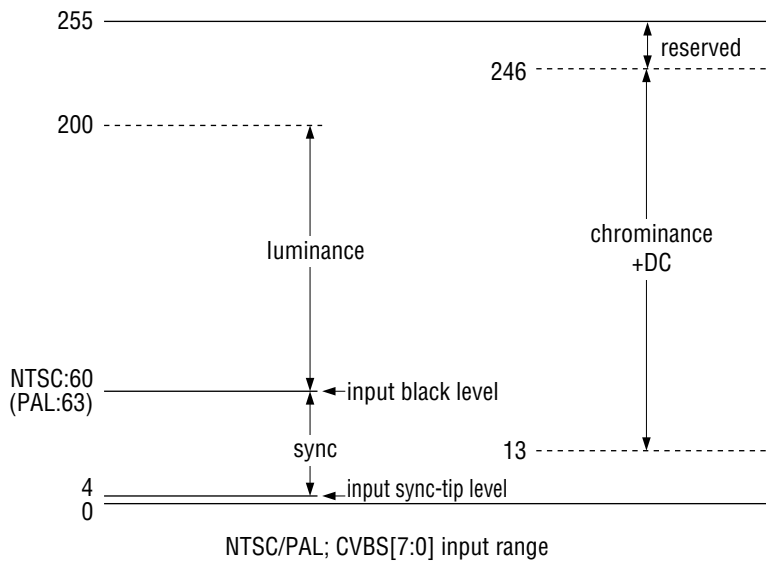 255
reserved
246
200
chrominance
+DC
luminance
NTSC:60
(PAL:63)
input black level
sync
13
4
input sync-tip level
0
NTSC/PAL; CVBS[7:0] input range